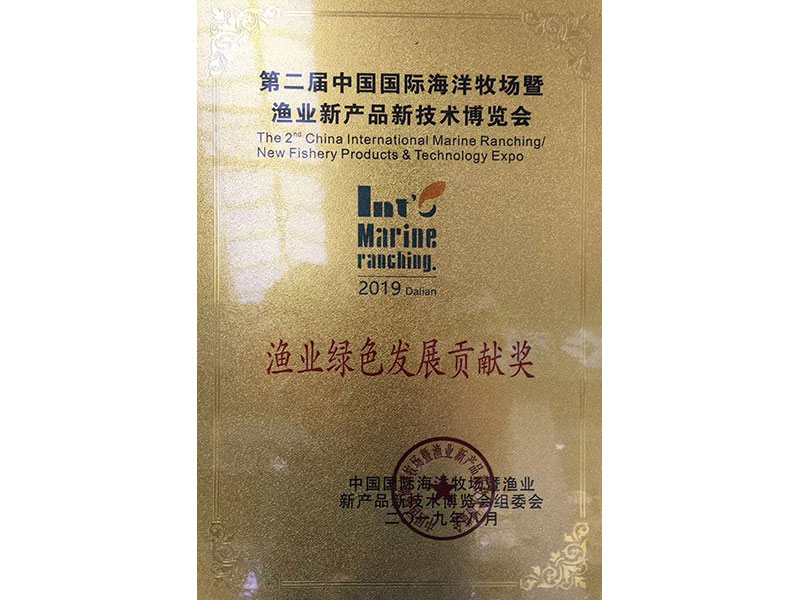 第二届中国国际海洋牧场暨
渔业新产品新技术博览会
The 2nd China International Marine Ranching/
New Fishery Products & Technology Expo
Int's
Marine
ranching.
2019 Dalian
渔业绿色发展贡献奖
中国国际海洋牧场暨渔业
新产品新技术博览会组委会
二〇一九年八月